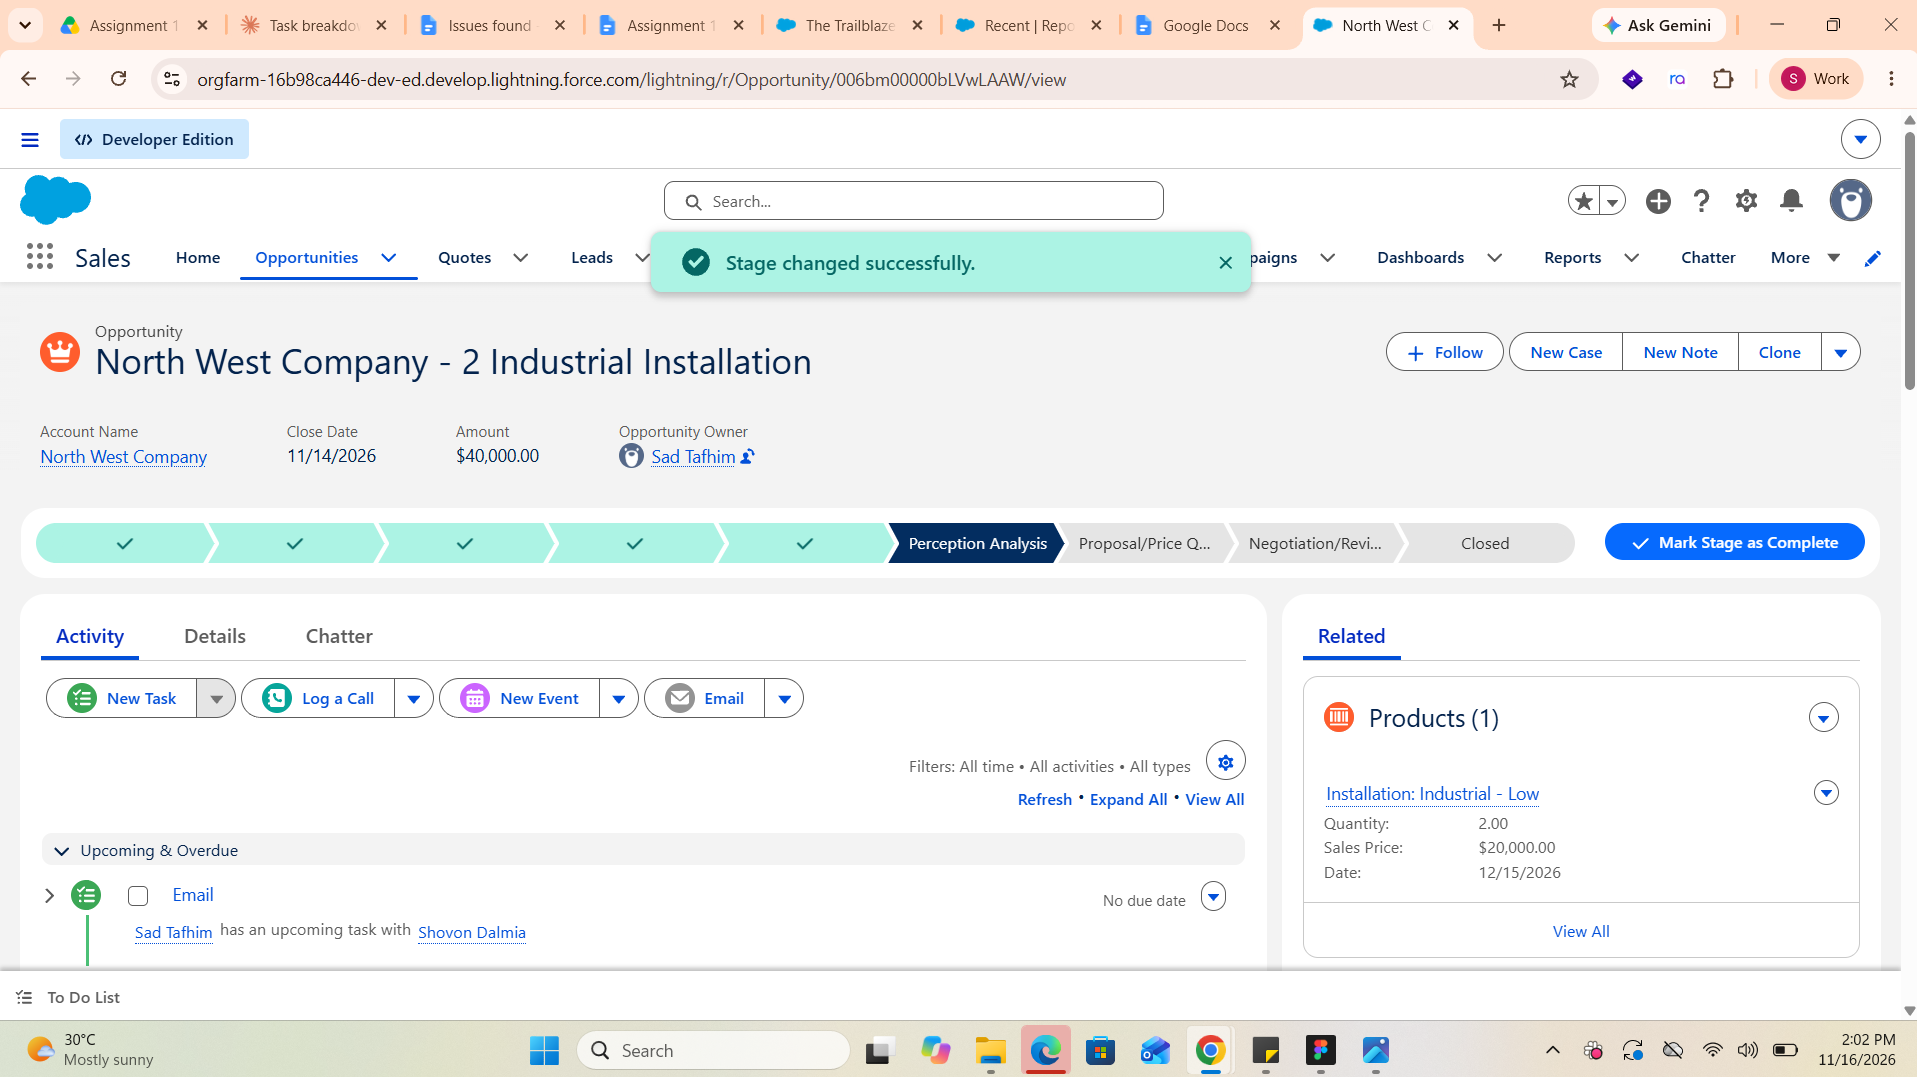 Assignment 1
Task breakdow
Issues found -
Assignment 1
The Trailblaze
Recent | Repo
Google Docs
North West C
Ask Gemini
orgfarm-16b98ca446-dev-ed.develop.lightning.force.com/lightning/r/Opportunity/006bm00000bLVwLAAW/view
S Work
Developer Edition
Search...
Sales
Home
Opportunities
Quotes
Leads
Stage changed successfully.
paigns
Dashboards
Reports
Chatter
More
Opportunity
North West Company - 2 Industrial Installation
Follow
New Case
New Note
Clone
Account Name
Close Date
Amount
Opportunity Owner
North West Company
11/14/2026
$40,000.00
Sad Tafhim
Perception Analysis
Proposal/Price Q...
Negotiation/Revi...
Closed
Mark Stage as Complete
Activity
Details
Chatter
New Task
Log a Call
New Event
Email
Filters: All time • All activities • All types
Refresh • Expand All • View All
Upcoming & Overdue
Email
No due date
Sad Tafhim has an upcoming task with Shovon Dalmia
Related
Products (1)
Installation: Industrial - Low
Quantity: 2.00
Sales Price: $20,000.00
Date: 12/15/2026
View All
To Do List
30°C
Mostly sunny
Search
2:02 PM
11/16/2026